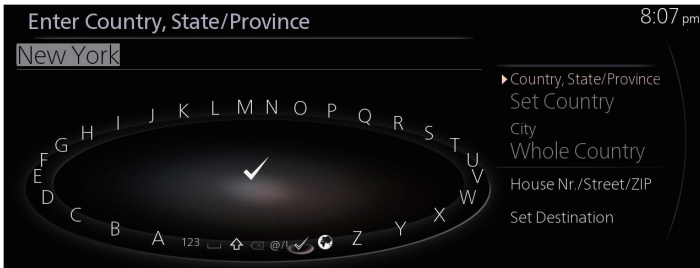 Enter Country, State/Province
8:07 pm
New York
Country, State/Province
Set Country
City
Whole Country
House Nr./Street/ZIP
Set Destination
A B C D E F G H I J K L M N O P Q R S T U V W X Y Z
123 @/!